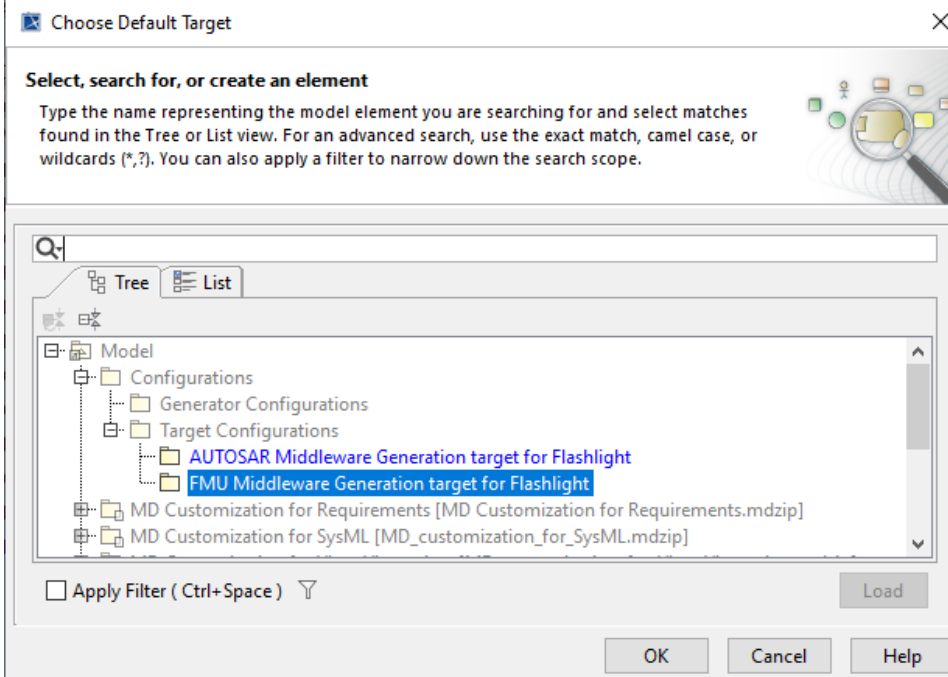 Choose Default Target
Select, search for, or create an element
Type the name representing the model element you are searching for and select matches
found in the Tree or List view. For an advanced search, use the exact match, camel case, or
wildcards (*,?). You can also apply a filter to narrow down the search scope.
Tree List
Model
Configurations
Generator Configurations
Target Configurations
AUTOSAR Middleware Generation target for Flashlight
FMU Middleware Generation target for Flashlight
MD Customization for Requirements [MD Customization for Requirements.mdzip]
MD Customization for SysML [MD_customization_for_SysML.mdzip]
Apply Filter ( Ctrl+Space ) Load
OK Cancel Help